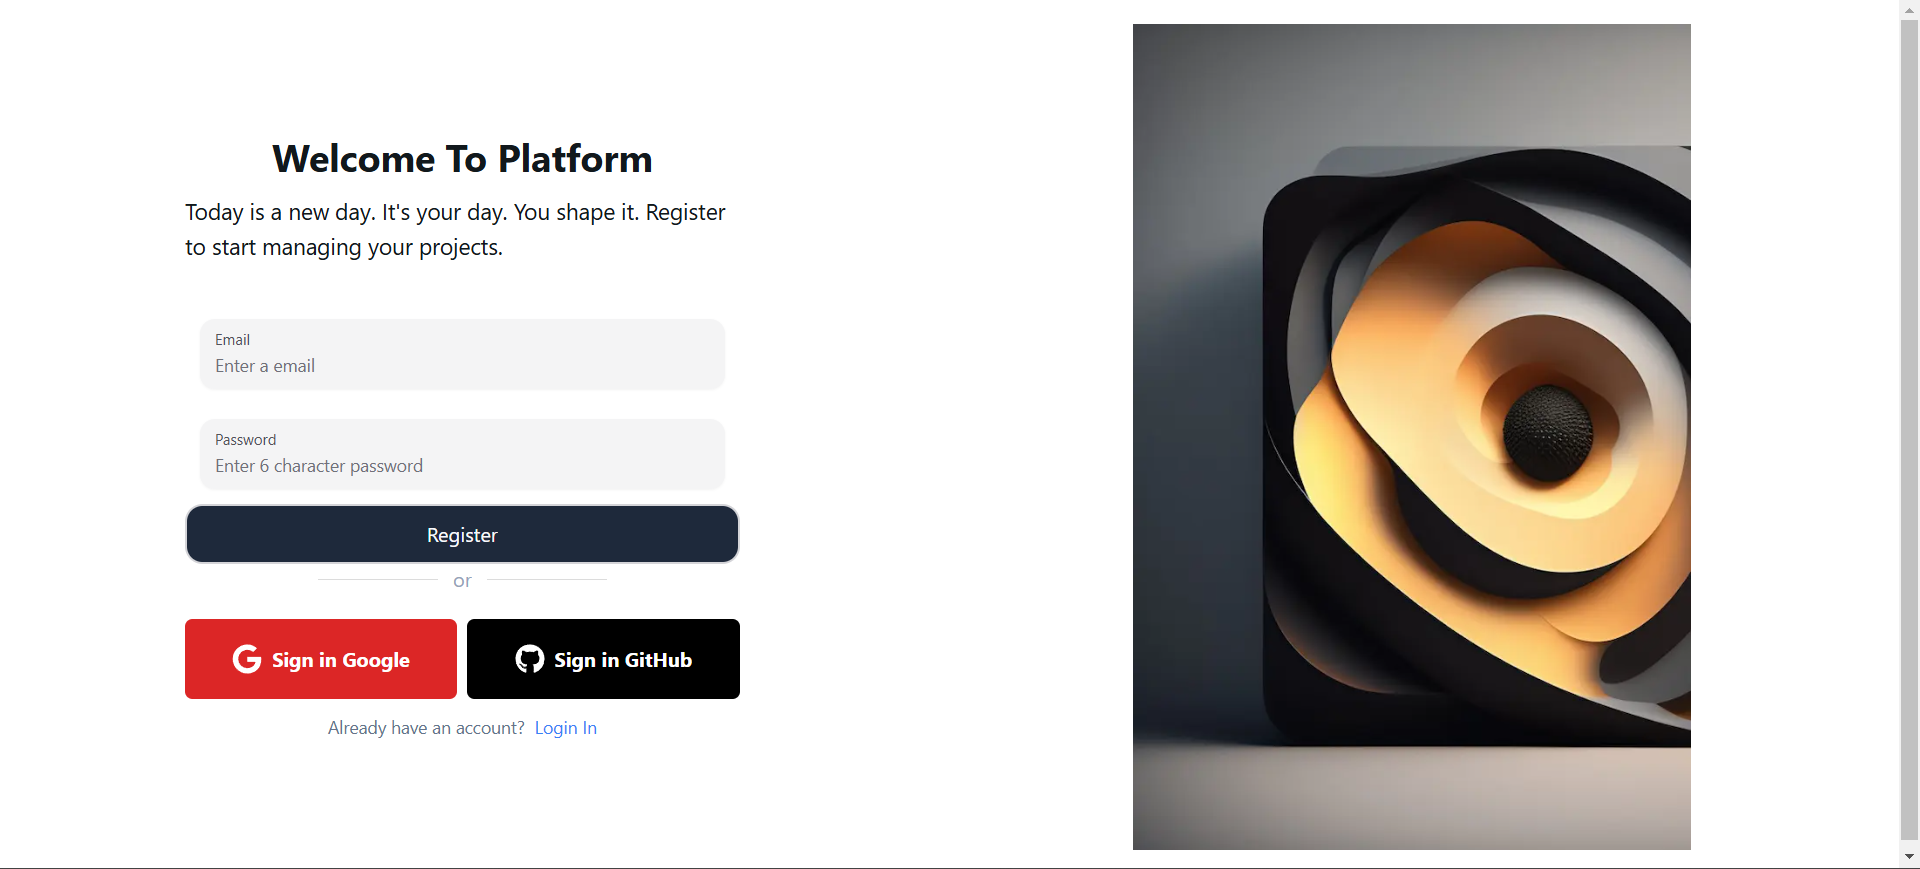 Welcome To Platform
Today is a new day. It's your day. You shape it. Register
to start managing your projects.
Email
Enter a email
Password
Enter 6 character password
Register
or
Sign in Google
Sign in GitHub
Already have an account? Login In